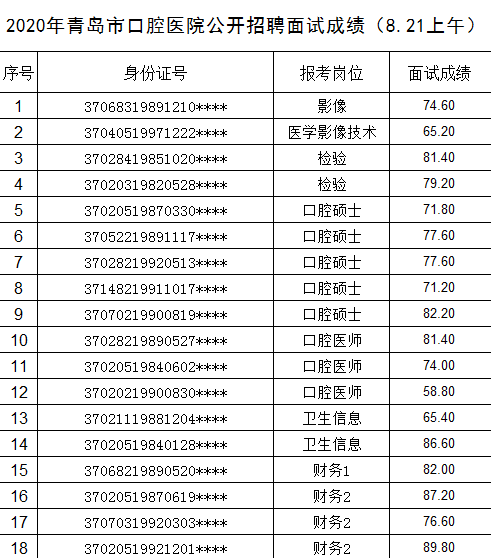 2020年青岛市口腔医院公开招聘面试成绩（8.21上午）
序号 身份证号 报考岗位 面试成绩
1 37068319891210**** 影像 74.60
2 37040519971222**** 医学影像技术 65.20
3 37028419851020**** 检验 81.40
4 37020319820528**** 检验 79.20
5 37020519870330**** 口腔硕士 71.80
6 37052219891117**** 口腔硕士 77.60
7 37028219920513**** 口腔硕士 77.60
8 37148219911017**** 口腔硕士 71.20
9 37070219900819**** 口腔硕士 82.20
10 37028219890527**** 口腔医师 81.40
11 37020519840602**** 口腔医师 74.00
12 37020219900830**** 口腔医师 58.80
13 37021119881204**** 卫生信息 65.40
14 37020519840128**** 卫生信息 86.60
15 37068219890520**** 财务1 82.00
16 37020519870619**** 财务2 87.20
17 37070319920303**** 财务2 76.60
18 37020519921201**** 财务2 89.80